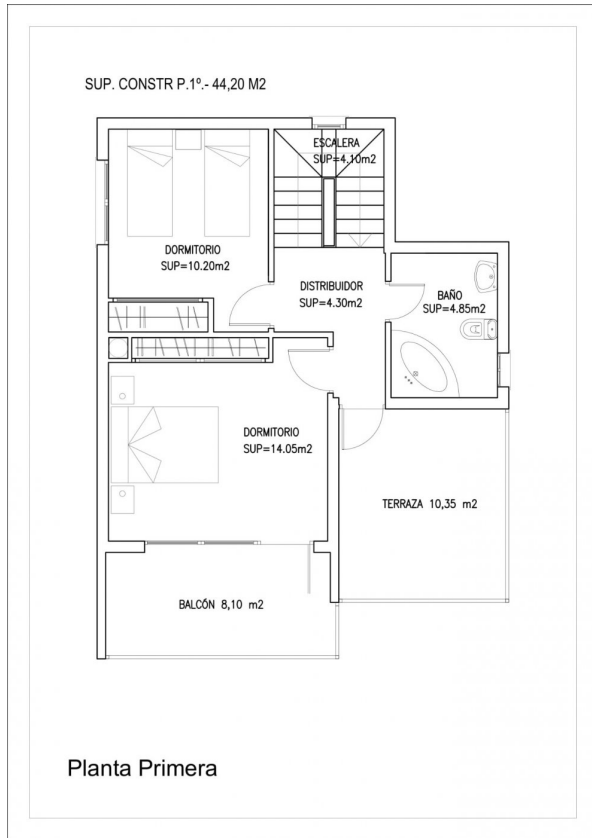 SUP. CONSTR P.1º.- 44,20 M2
ESCALERA
SUP=4.10m2
DORMITORIO
SUP=10.20m2
DISTRIBUIDOR
SUP=4.30m2
BAÑO
SUP=4.85m2
DORMITORIO
SUP=14.05m2
TERRAZA 10,35 m2
BALCÓN 8,10 m2
Planta Primera